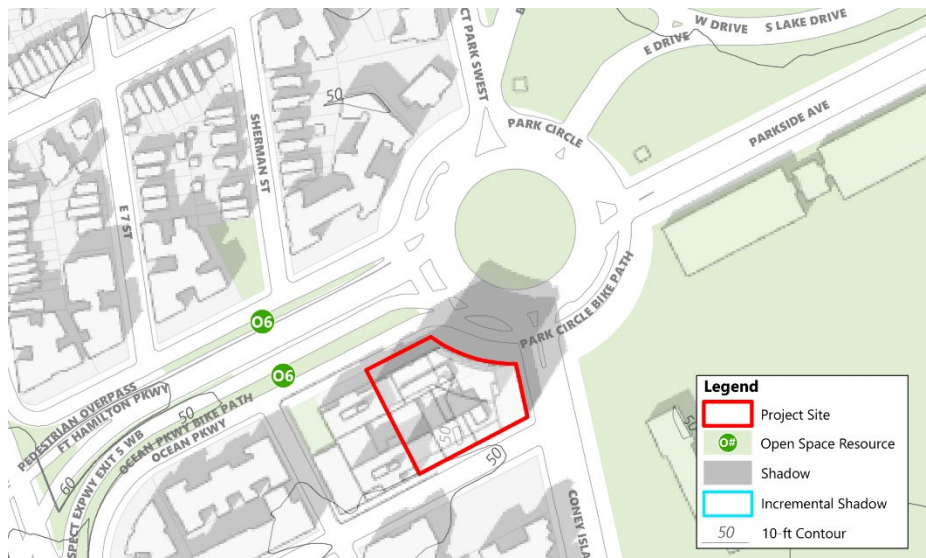 CT PARK SWEST
E DRIVE
W DRIVE
S LAKE DRIVE
50
PARK CIRCLE
PARKSIDE AVE
SHERMAN ST
E 7 ST
O6
PARK CIRCLE BIKE PATH
O6
PEDESTRIAN OVERPASS
FT HAMILTON PKWY
50
OCEAN PKWY BIKE PATH
OCEAN PKWY
SPECT EXPWY EXIT 5 WB
60
50
50
CONEY ISLA
50
Legend
Project Site
O# Open Space Resource
Shadow
Incremental Shadow
50 10-ft Contour